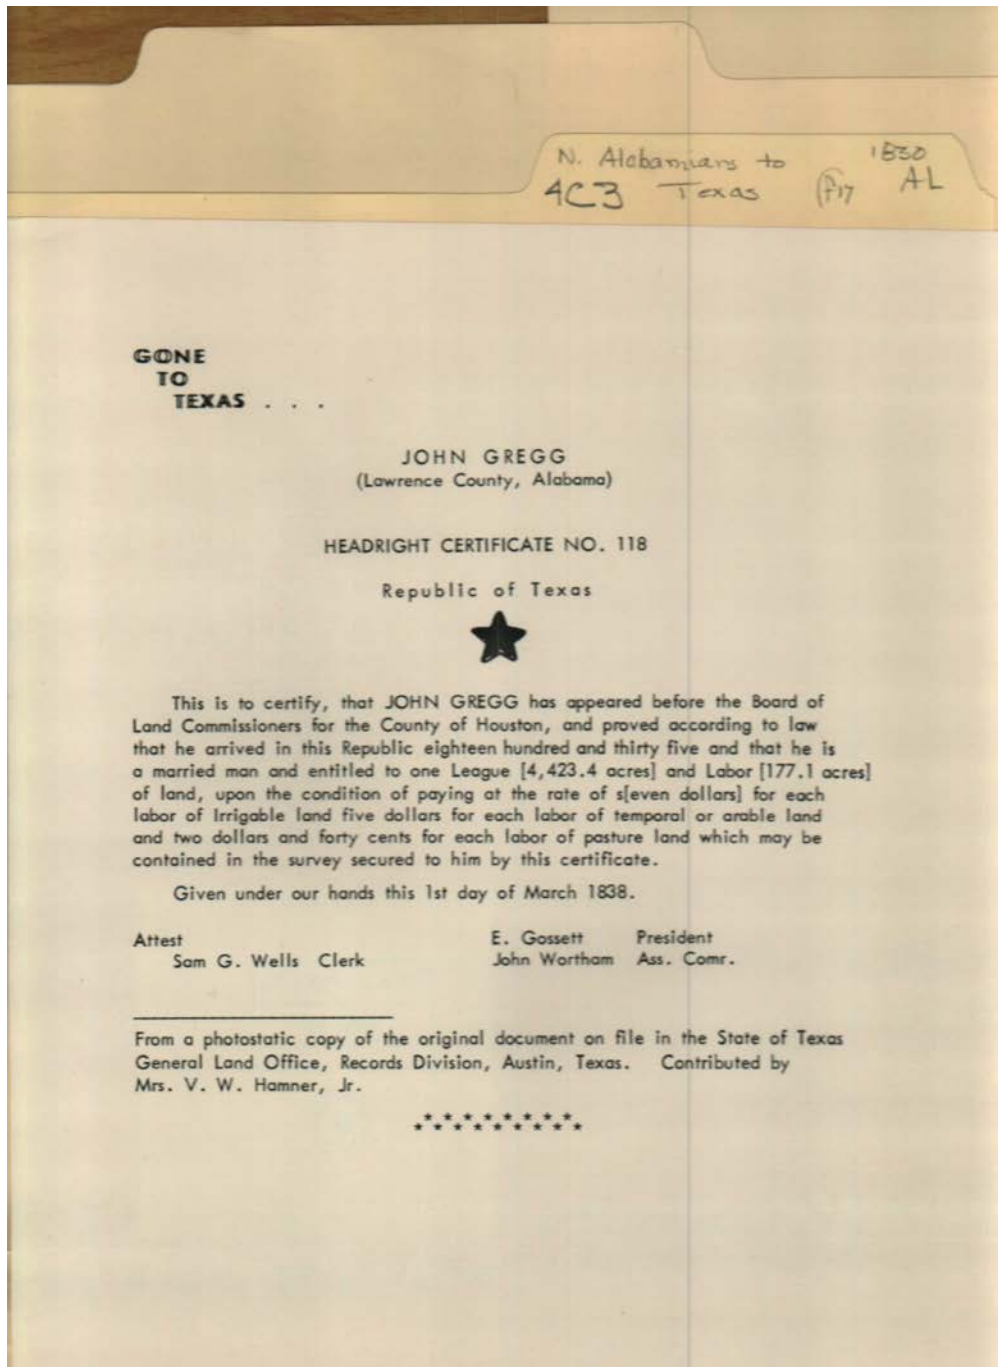 N. Alabamians to 1830
4C3 Texas F17 AL
GONE
TO
TEXAS . . .
JOHN GREGG
(Lawrence County, Alabama)
HEADRIGHT CERTIFICATE NO. 118
Republic of Texas
This is to certify, that JOHN GREGG has appeared before the Board of
Land Commissioners for the County of Houston, and proved according to law
that he arrived in this Republic eighteen hundred and thirty five and that he is
a married man and entitled to one League [4,423.4 acres] and Labor [177.1 acres]
of land, upon the condition of paying at the rate of s[even dollars] for each
labor of Irrigable land five dollars for each labor of temporal or arable land
and two dollars and forty cents for each labor of pasture land which may be
contained in the survey secured to him by this certificate.
Given under our hands this 1st day of March 1838.
Attest E. Gossett President
Sam G. Wells Clerk John Wortham Ass. Comr.
From a photostatic copy of the original document on file in the State of Texas
General Land Office, Records Division, Austin, Texas. Contributed by
Mrs. V. W. Hamner, Jr.